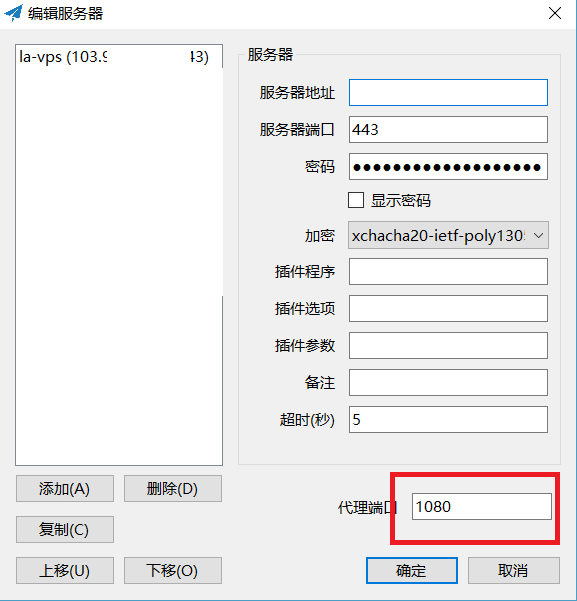 编辑服务器
la-vps (103.9 43)
服务器
服务器地址
服务器端口 443
密码 ●●●●●●●●●●●●●●●●●●●
显示密码
加密 xchacha20-ietf-poly1305
插件程序
插件选项
插件参数
备注
超时(秒) 5
添加(A) 删除(D)
代理端口 1080
复制(C)
上移(U) 下移(O) 确定 取消